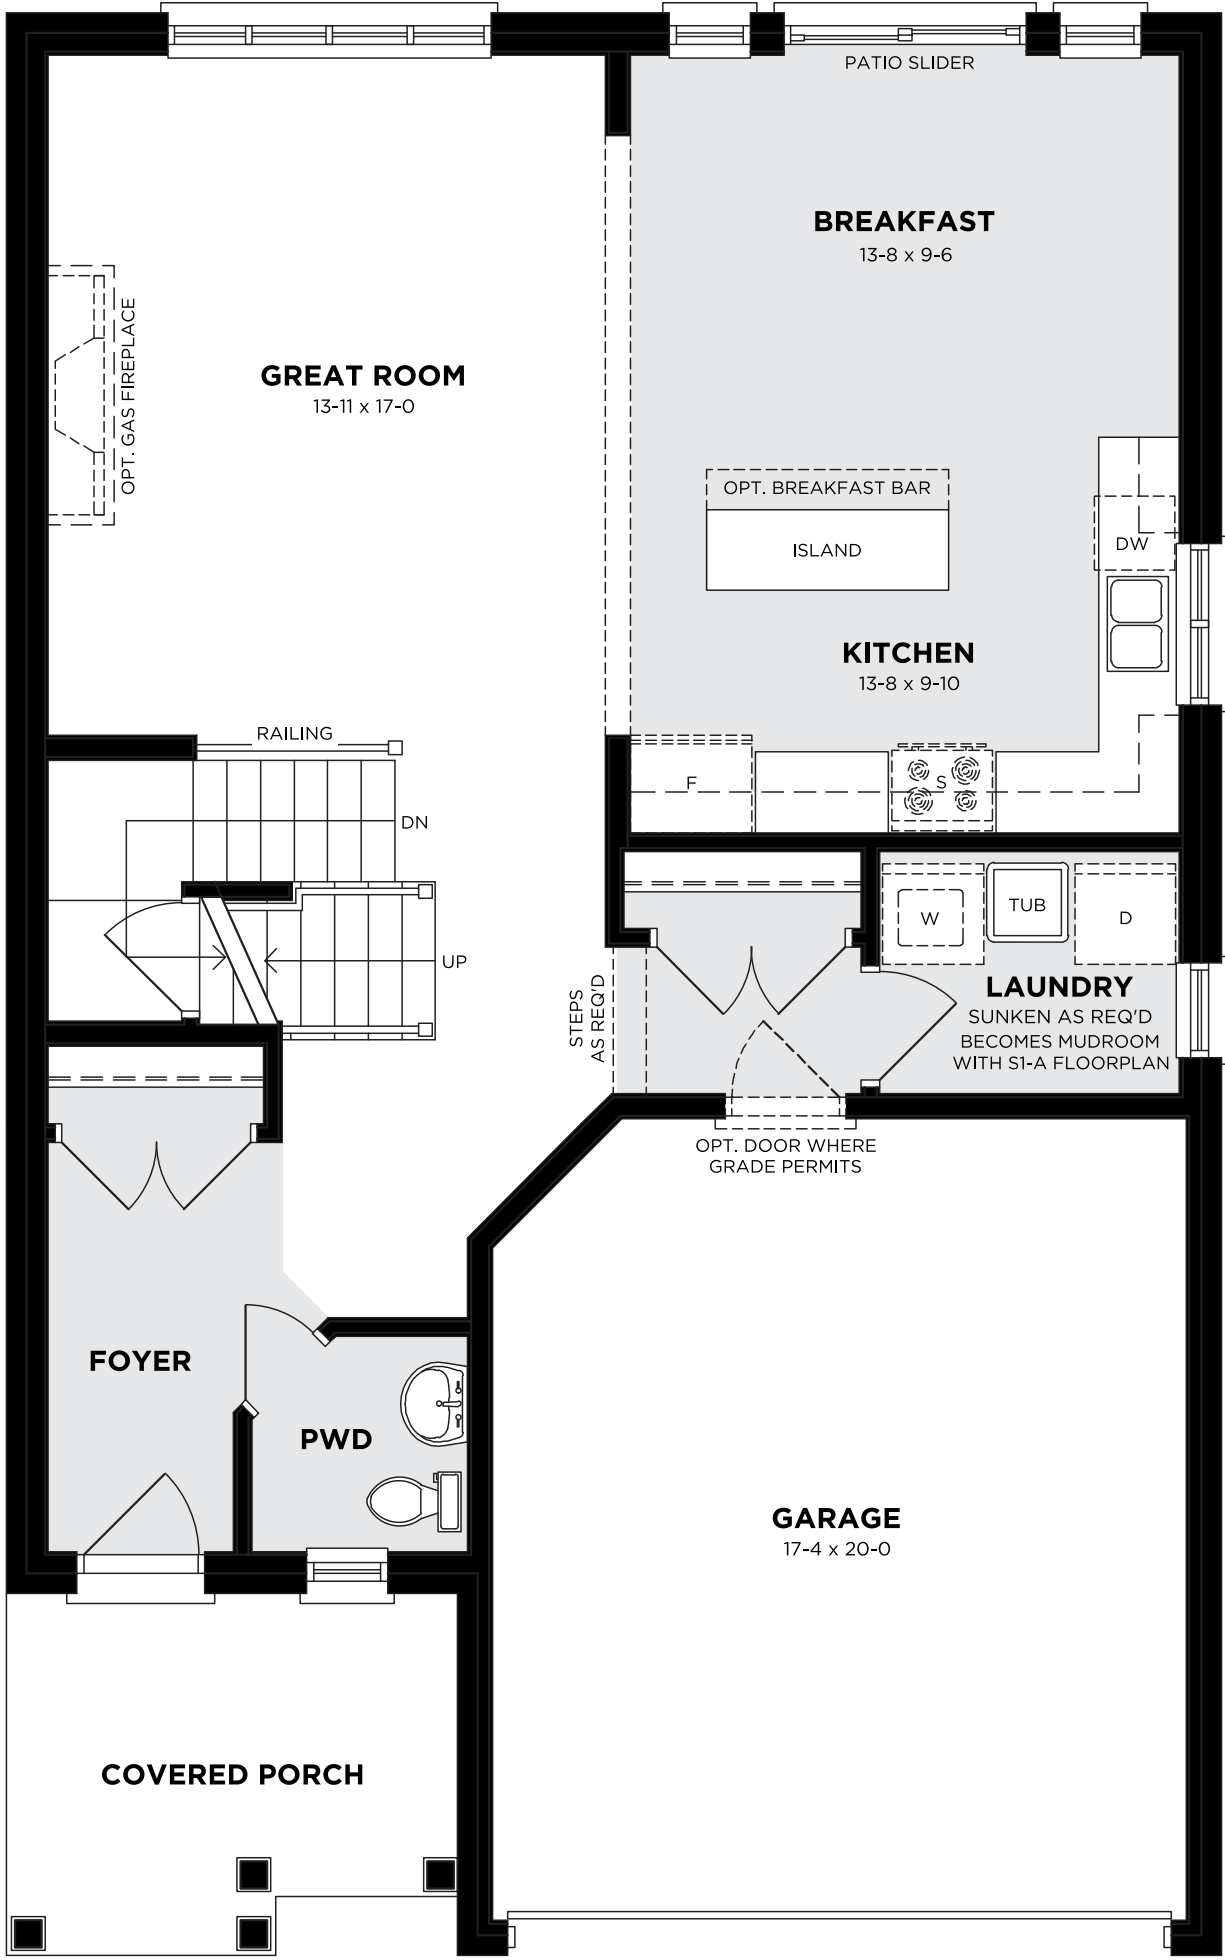 PATIO SLIDER
BREAKFAST
13-8 x 9-6
OPT. GAS FIREPLACE
GREAT ROOM
13-11 x 17-0
OPT. BREAKFAST BAR
ISLAND
DW
KITCHEN
13-8 x 9-10
RAILING
F
S
DN
W
TUB
D
UP
STEPS
AS REQ'D
LAUNDRY
SUNKEN AS REQ'D
BECOMES MUDROOM
WITH S1-A FLOORPLAN
OPT. DOOR WHERE
GRADE PERMITS
FOYER
PWD
GARAGE
17-4 x 20-0
COVERED PORCH